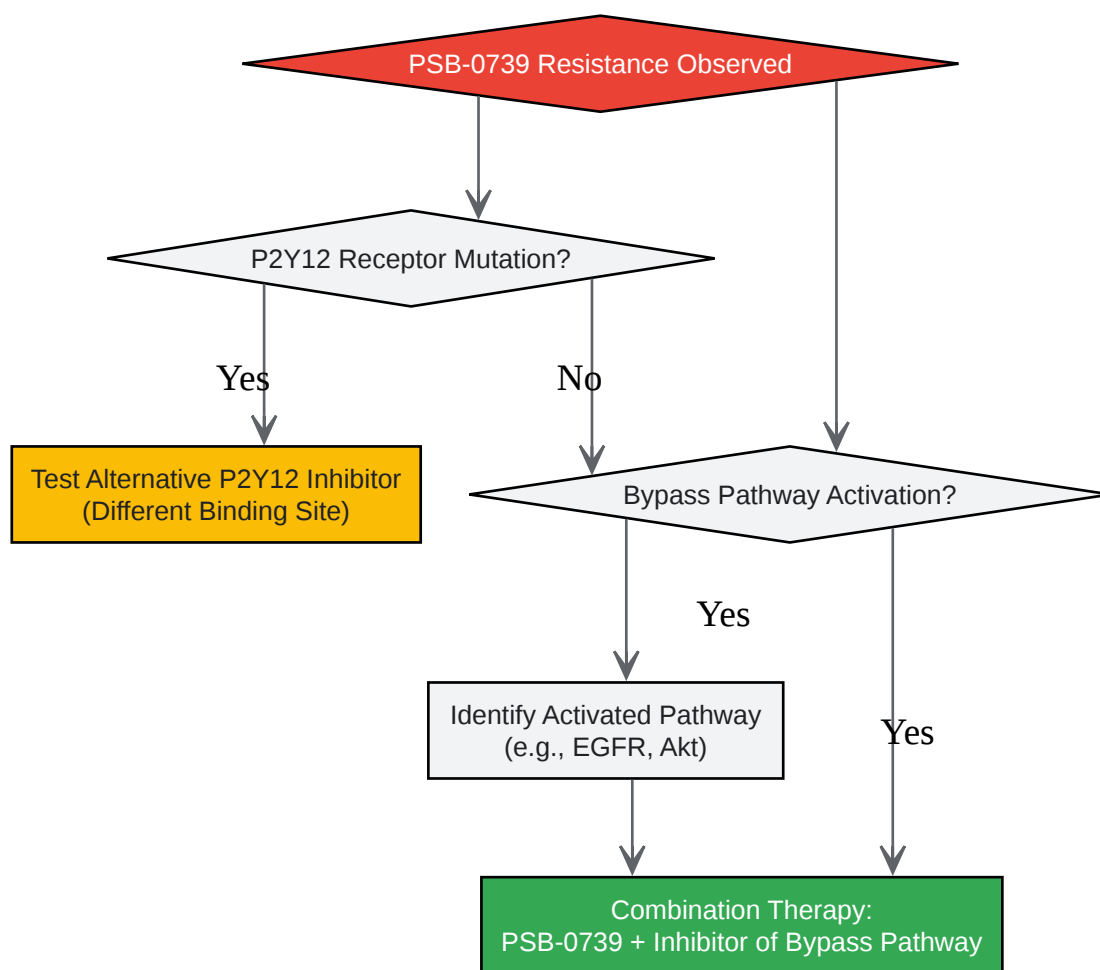 PSB-0739 Resistance Observed
P2Y12 Receptor Mutation?
Yes
No
Test Alternative P2Y12 Inhibitor
(Different Binding Site)
Bypass Pathway Activation?
Yes
Identify Activated Pathway
(e.g., EGFR, Akt)
Yes
Combination Therapy:
PSB-0739 + Inhibitor of Bypass Pathway